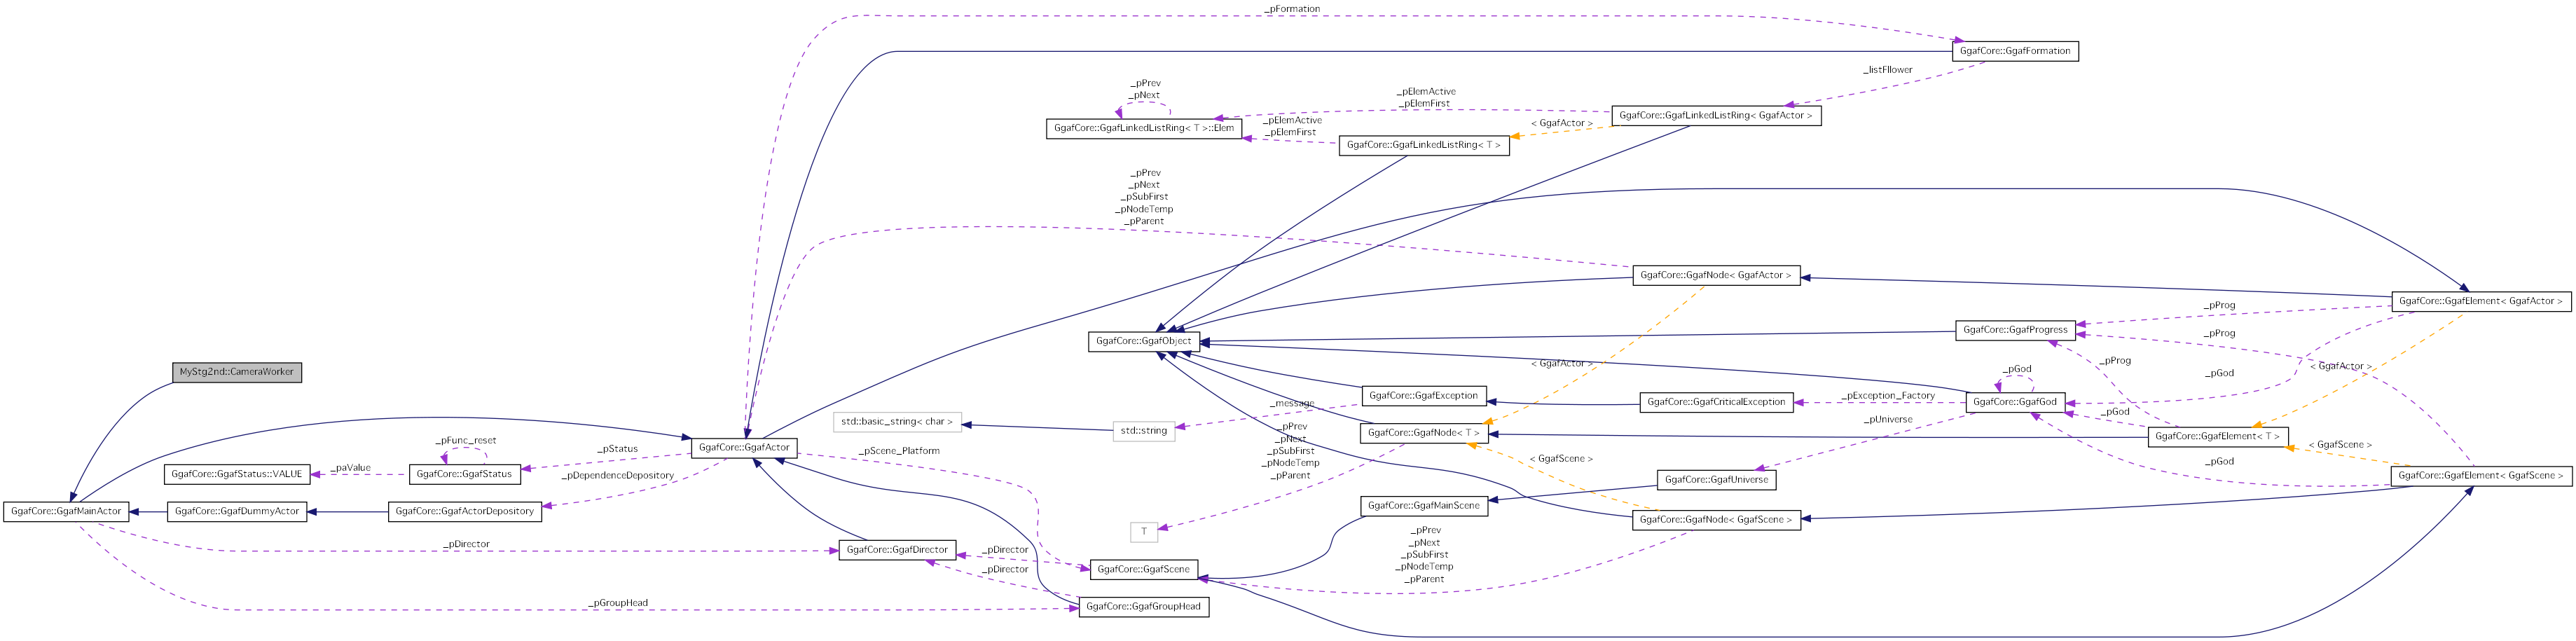 _pFormation
GgafCore::GgafFormation
_listFllower
_pPrev
_pNext
_pElemActive
_pElemFirst
GgafCore::GgafLinkedListRing< GgafActor >
GgafCore::GgafLinkedListRing< T >::Elem
_pElemActive
_pElemFirst
< GgafActor >
GgafCore::GgafLinkedListRing< T >
_pPrev
_pNext
_pSubFirst
_pNodeTemp
_pParent
GgafCore::GgafNode< GgafActor >
GgafCore::GgafElement< GgafActor >
_pProg
GgafCore::GgafProgress
_pProg
GgafCore::GgafObject
< GgafActor >
_pProg
_pGod
< GgafActor >
MyStg2nd::CameraWorker
_pGod
_pGod
GgafCore::GgafException
GgafCore::GgafCriticalException
_pException_Factory
GgafCore::GgafGod
_message
std::basic_string< char >
std::string
_pUniverse
_pPrev
_pNext
_pSubFirst
_pNodeTemp
_pParent
GgafCore::GgafNode< T >
GgafCore::GgafElement< T >
_pFunc_reset
GgafCore::GgafActor
_pStatus
_pScene_Platform
< GgafScene >
< GgafScene >
_pGod
GgafCore::GgafStatus::VALUE
_paValue
GgafCore::GgafStatus
_pDependenceDepository
GgafCore::GgafUniverse
GgafCore::GgafElement< GgafScene >
GgafCore::GgafMainActor
GgafCore::GgafDummyActor
GgafCore::GgafActorDepository
GgafCore::GgafMainScene
GgafCore::GgafNode< GgafScene >
T
_pPrev
_pNext
_pSubFirst
_pNodeTemp
_pParent
_pDirector
GgafCore::GgafDirector
_pDirector
GgafCore::GgafScene
_pDirector
_pGroupHead
GgafCore::GgafGroupHead